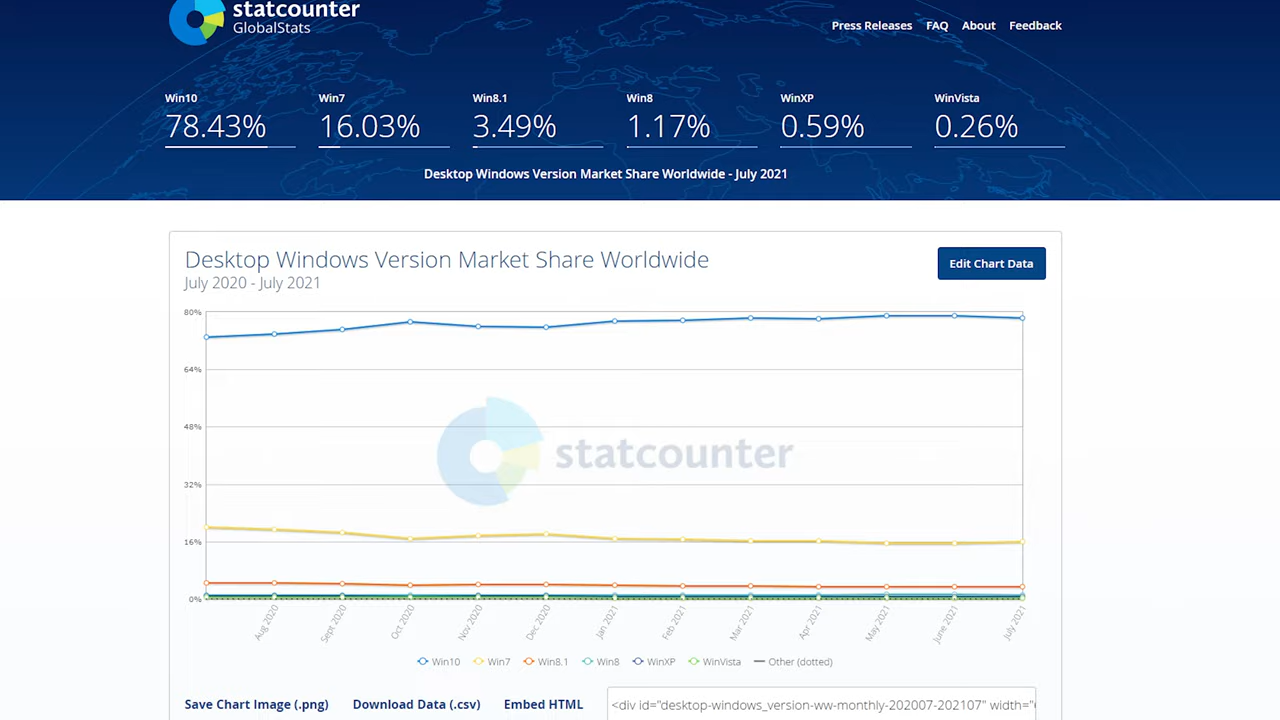 statcounter
GlobalStats
Press Releases FAQ About Feedback
Win10 Win7 Win8.1 Win8 WinXP WinVista
78.43% 16.03% 3.49% 1.17% 0.59% 0.26%
Desktop Windows Version Market Share Worldwide - July 2021
Desktop Windows Version Market Share Worldwide
July 2020 - July 2021
Edit Chart Data
80%
64%
48%
statcounter
32%
16%
0%
Aug 2020 Sept 2020 Oct 2020 Nov 2020 Dec 2020 Jan 2021 Feb 2021 Mar 2021 Apr 2021 May 2021 June 2021 July 2021
Win10 Win7 Win8.1 Win8 WinXP WinVista Other (dotted)
Save Chart Image (.png) Download Data (.csv) Embed HTML <div id="desktop-windows_version-ww-monthly-202007-202107" width="